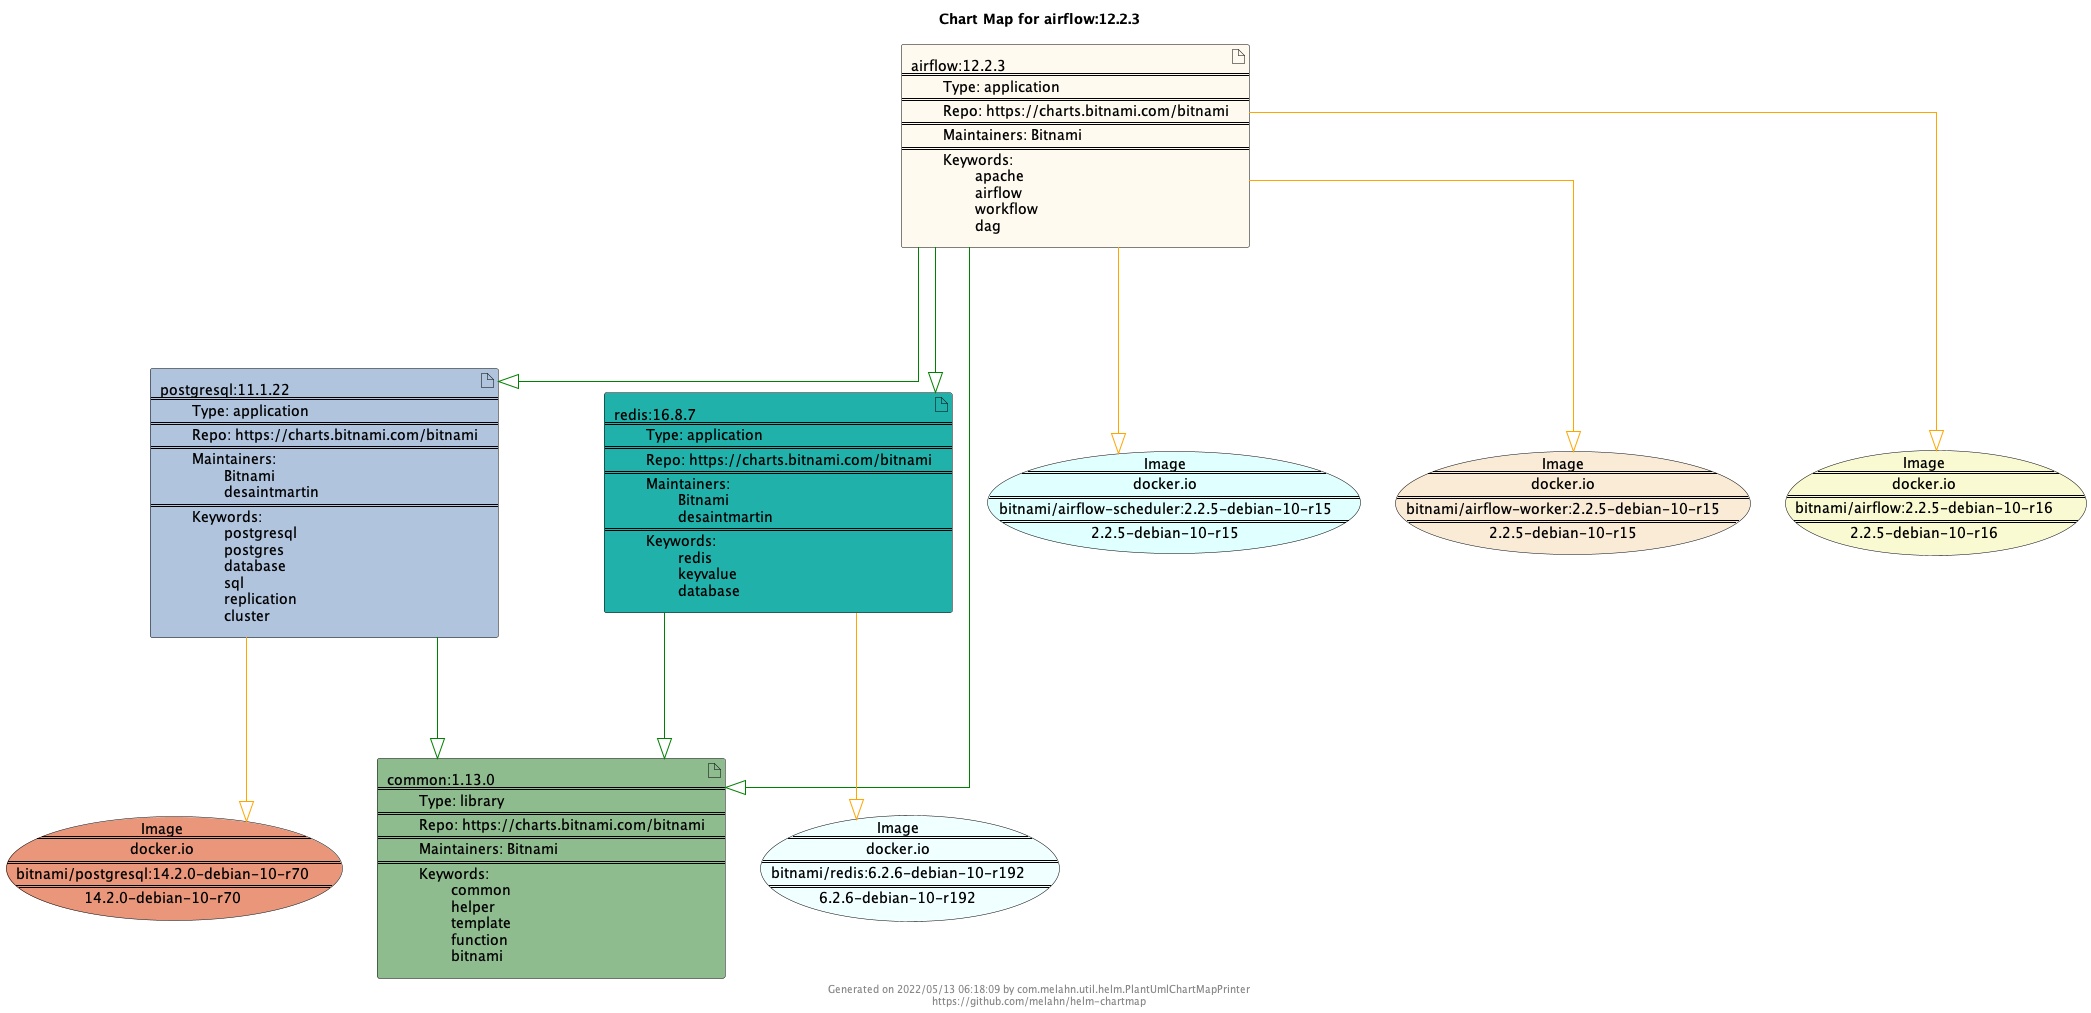 Chart Map for airflow:12.2.3
airflow:12.2.3
Type: application
Repo: https://charts.bitnami.com/bitnami
Maintainers: Bitnami
Keywords:
apache
airflow
workflow
dag
postgresql:11.1.22
Type: application
Repo: https://charts.bitnami.com/bitnami
Maintainers:
Bitnami
desaintmartin
Keywords:
postgresql
postgres
database
sql
replication
cluster
redis:16.8.7
Type: application
Repo: https://charts.bitnami.com/bitnami
Maintainers:
Bitnami
desaintmartin
Keywords:
redis
keyvalue
database
Image
docker.io
bitnami/airflow-scheduler:2.2.5-debian-10-r15
2.2.5-debian-10-r15
Image
docker.io
bitnami/airflow-worker:2.2.5-debian-10-r15
2.2.5-debian-10-r15
Image
docker.io
bitnami/airflow:2.2.5-debian-10-r16
2.2.5-debian-10-r16
Image
docker.io
bitnami/postgresql:14.2.0-debian-10-r70
14.2.0-debian-10-r70
common:1.13.0
Type: library
Repo: https://charts.bitnami.com/bitnami
Maintainers: Bitnami
Keywords:
common
helper
template
function
bitnami
Image
docker.io
bitnami/redis:6.2.6-debian-10-r192
6.2.6-debian-10-r192
Generated on 2022/05/13 06:18:09 by com.melahn.util.helm.PlantUmlChartMapPrinter
https://github.com/melahn/helm-chartmap